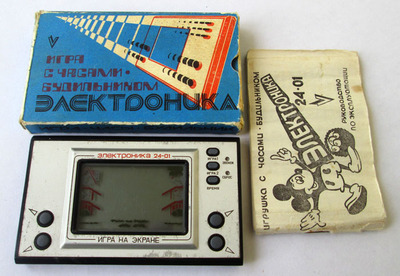 ИГРА
С ЧАСАМИ ·
БУДИЛЬНИКОМ
ЭЛЕКТРОНИКА
ИГРУШКА С ЧАСАМИ · БУДИЛЬНИКОМ
ЭЛЕКТРОНИКА
24-01
РУКОВОДСТВО
ПО ЭКСПЛУАТАЦИИ
электроника 24-01
ИГРА 1
ИГРА 2
ВРЕМЯ
ИГРА НА ЭКРАНЕ